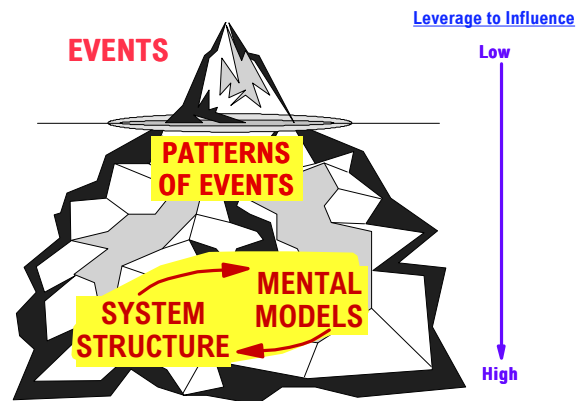 Leverage to Influence
EVENTS
Low
PATTERNS
OF EVENTS
MENTAL
MODELS
SYSTEM
STRUCTURE
High